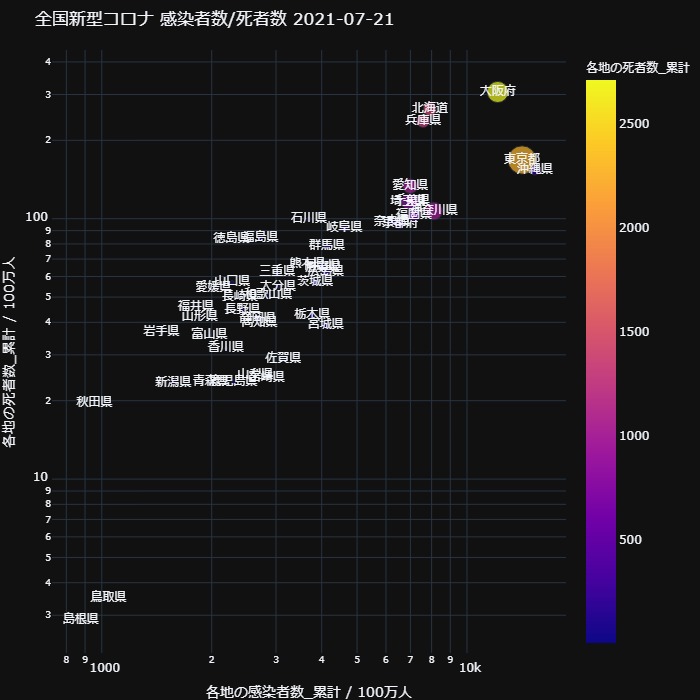 全国新型コロナ 感染者数/死者数 2021-07-21
各地の死者数_累計
4
3
大阪府
2500
北海道
兵庫県
2
東京都
沖縄県
2000
愛知県
千葉県
神奈川県
福岡県
100
石川県
奈良県
京都府
9
岐阜県
徳島県
福島県
8
群馬県
7
熊本県
三重県
6
山口県
茨城県
愛媛県
大分県
1500
5
長崎県
和歌山県
福井県
長野県
山形県
栃木県
4
高知県
宮城県
岩手県
富山県
香川県
3
佐賀県
山梨県
宮崎県
新潟県
青森県
鹿児島県
1000
2
秋田県
10
9
8
7
500
6
5
4
鳥取県
3
島根県
8
9
1000
2
3
4
5
6
7
8
9
10k
各地の感染者数_累計 / 100万人
各地の死者数_累計 / 100万人